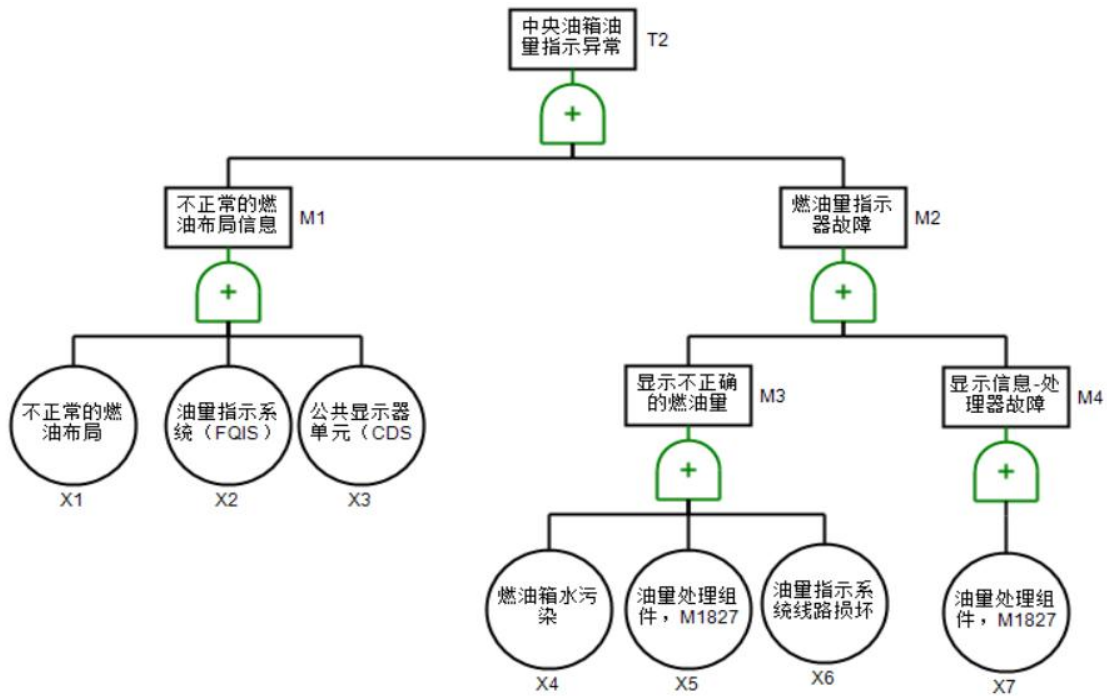 中央油箱油
量指示异常
T2
+
不正常的燃
油布局信息
M1
燃油量指示
器故障
M2
+
+
显示不正确
的燃油量
M3
显示信息-处
理器故障
M4
不正常的燃
油布局
X1
油量指示系
统（FQIS）
X2
公共显示器
单元（CDS
X3
+
+
燃油箱水污
染
X4
油量处理组
件，M1827
X5
油量指示系
统线路损坏
X6
油量处理组
件，M1827
X7